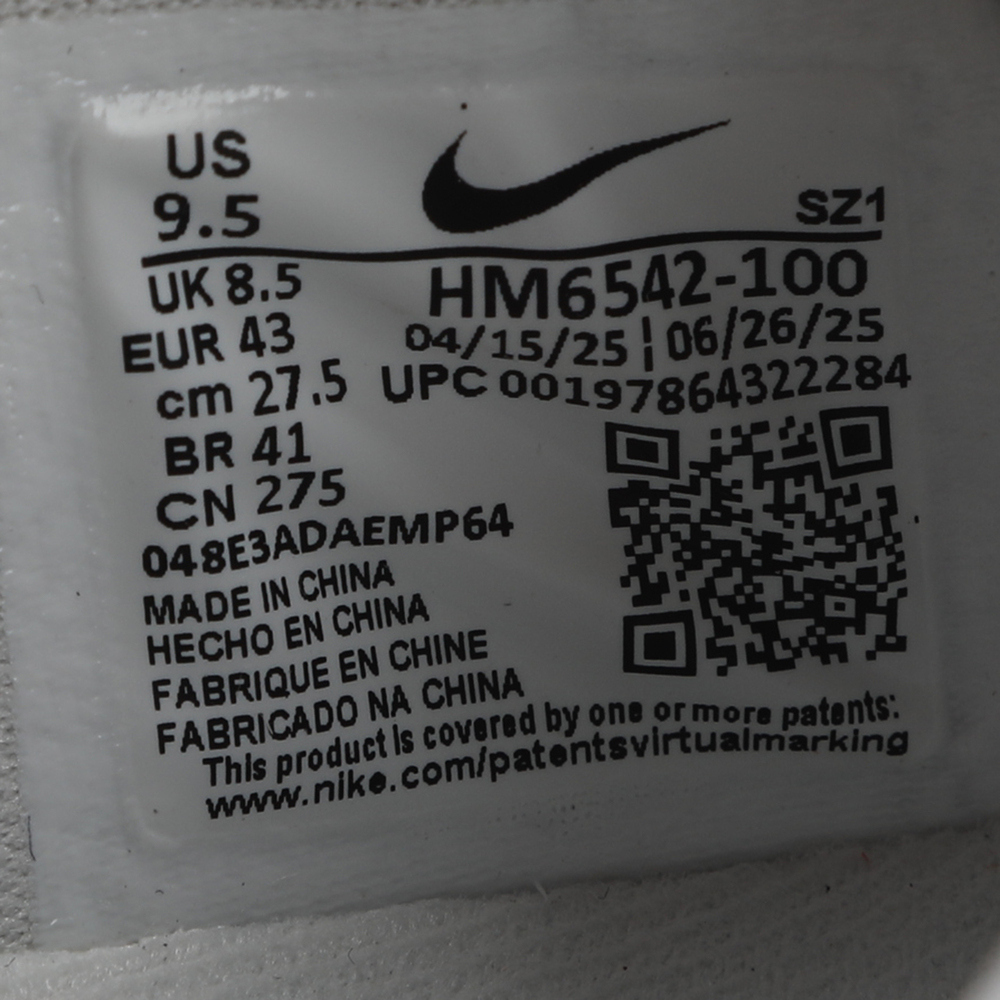 US
9.5
SZ1
UK 8.5
HM6542-100
EUR 43
04/15/25 | 06/26/25
cm 27.5
UPC 00197864322284
BR 41
CN 275
048E3ADAEMP64
MADE IN CHINA
HECHO EN CHINA
FABRIQUE EN CHINE
FABRICADO NA CHINA
This product is covered by one or more patents:
www.nike.com/patentsvirtualmarking